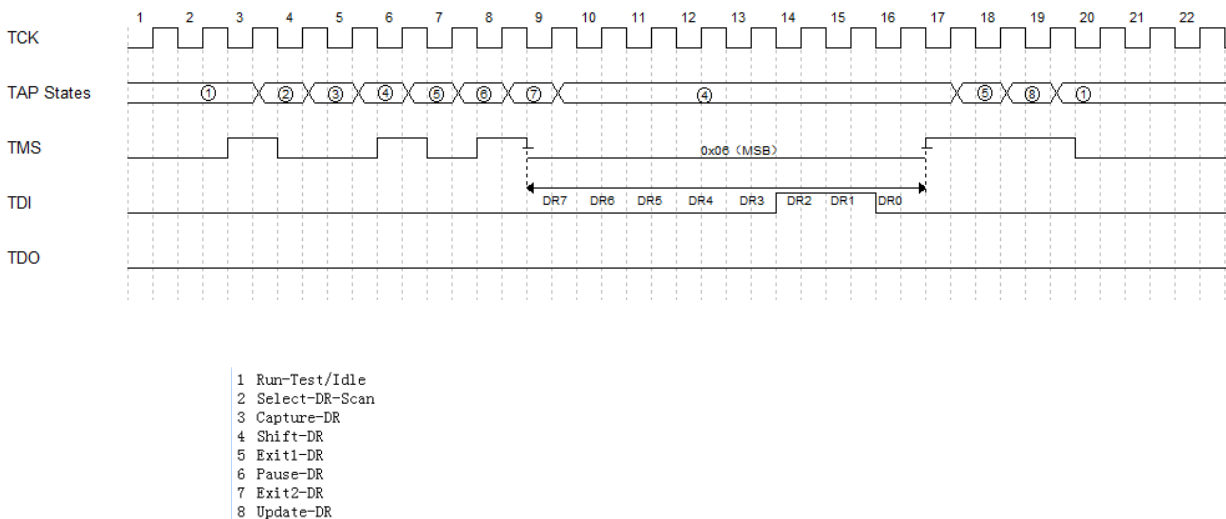 1 2 3 4 5 6 7 8 9 10 11 12 13 14 15 16 17 18 19 20 21 22
TCK
TAP States ① ② ③ ④ ⑤ ⑥ ⑦ ④ ⑤ ⑧ ①
TMS 0x06（MSB）
TDI DR7 DR6 DR5 DR4 DR3 DR2 DR1 DR0
TDO
1 Run-Test/Idle
2 Select-DR-Scan
3 Capture-DR
4 Shift-DR
5 Exit1-DR
6 Pause-DR
7 Exit2-DR
8 Update-DR